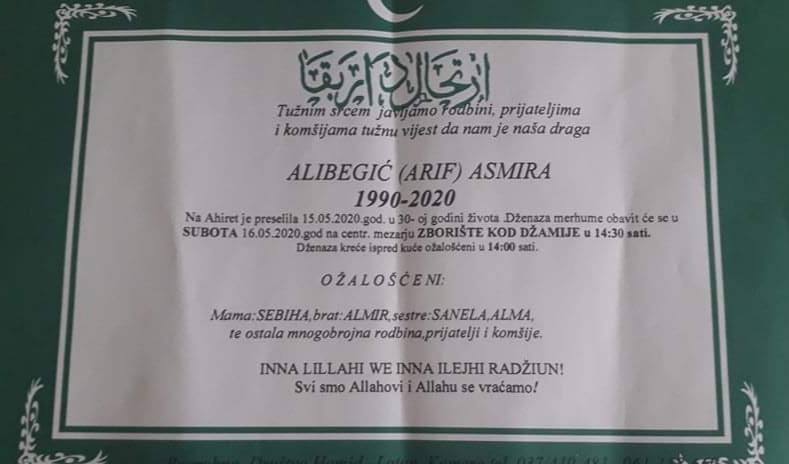 ارتحال دار بقا
Tužnim srcem javljamo rodbini, prijateljima
i komšijama tužnu vijest da nam je naša draga
ALIBEGIĆ (ARIF) ASMIRA
1990-2020
Na Ahiret je preselila 15.05.2020.god. u 30- oj godini života .Dženaza merhume obavit će se u
SUBOTA 16.05.2020.god na centr. mezarju ZBORIŠTE KOD DŽAMIJE u 14:30 sati.
Dženaza kreće ispred kuće ožalošćeni u 14:00 sati.
OŽALOŠĆENI:
Mama:SEBIHA,brat:ALMIR,sestre:SANELA,ALMA,
te ostala mnogobrojna rodbina,prijatelji i komšije.
INNA LILLAHI WE INNA ILEJHI RADŽIUN!
Svi smo Allahovi i Allahu se vraćamo!